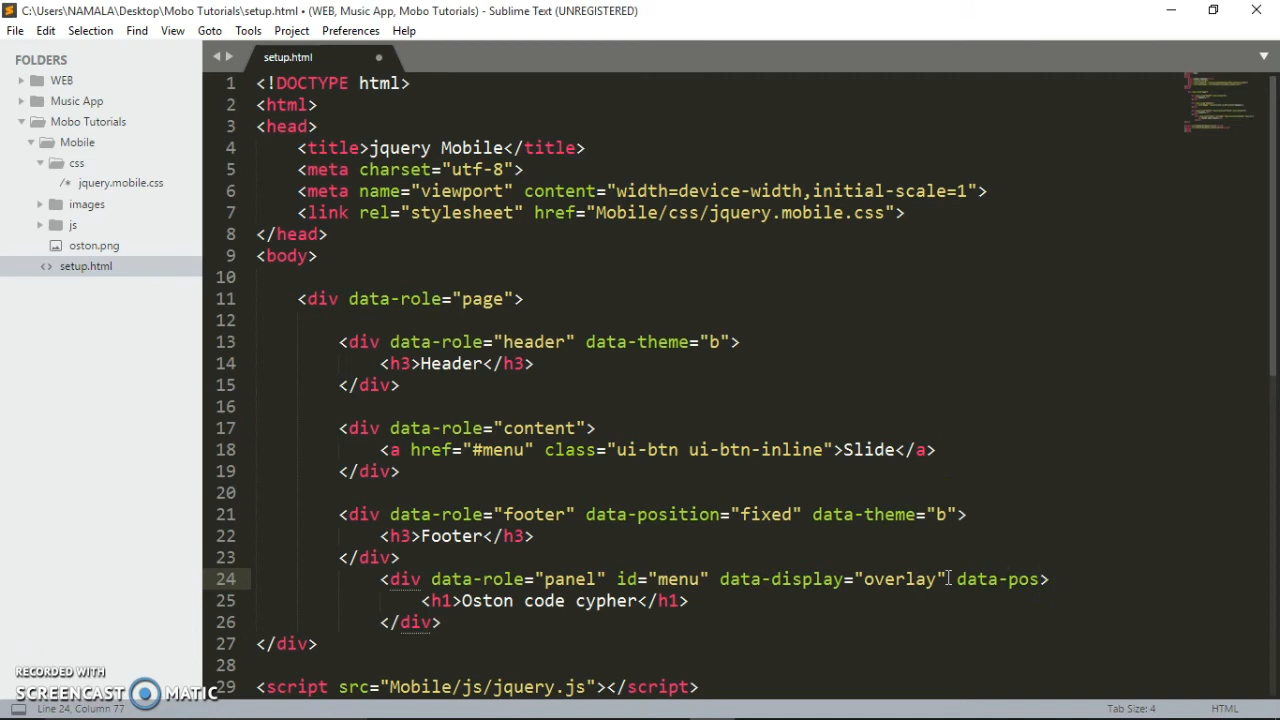 C:\Users\NAMALA\Desktop\Mobo Tutorials\setup.html • (WEB, Music App, Mobo Tutorials) - Sublime Text (UNREGISTERED)
File Edit Selection Find View Goto Tools Project Preferences Help
FOLDERS
WEB
Music App
Mobo Tutorials
Mobile
css
/* jquery.mobile.css
images
js
oston.png
<> setup.html
setup.html
1 <!DOCTYPE html>
2 <html>
3 <head>
4 <title>jquery Mobile</title>
5 <meta charset="utf-8">
6 <meta name="viewport" content="width=device-width,initial-scale=1">
7 <link rel="stylesheet" href="Mobile/css/jquery.mobile.css">
8 </head>
9 <body>
10
11 <div data-role="page">
12
13 <div data-role="header" data-theme="b">
14 <h3>Header</h3>
15 </div>
16
17 <div data-role="content">
18 <a href="#menu" class="ui-btn ui-btn-inline">Slide</a>
19 </div>
20
21 <div data-role="footer" data-position="fixed" data-theme="b">
22 <h3>Footer</h3>
23 </div>
24 <div data-role="panel" id="menu" data-display="overlay" data-pos>
25 <h1>Oston code cypher</h1>
26 </div>
27 </div>
28
29 <script src="Mobile/js/jquery.js"></script>
RECORDED WITH
SCREENCAST MATIC
Line 24, Column 77 Tab Size: 4 HTML